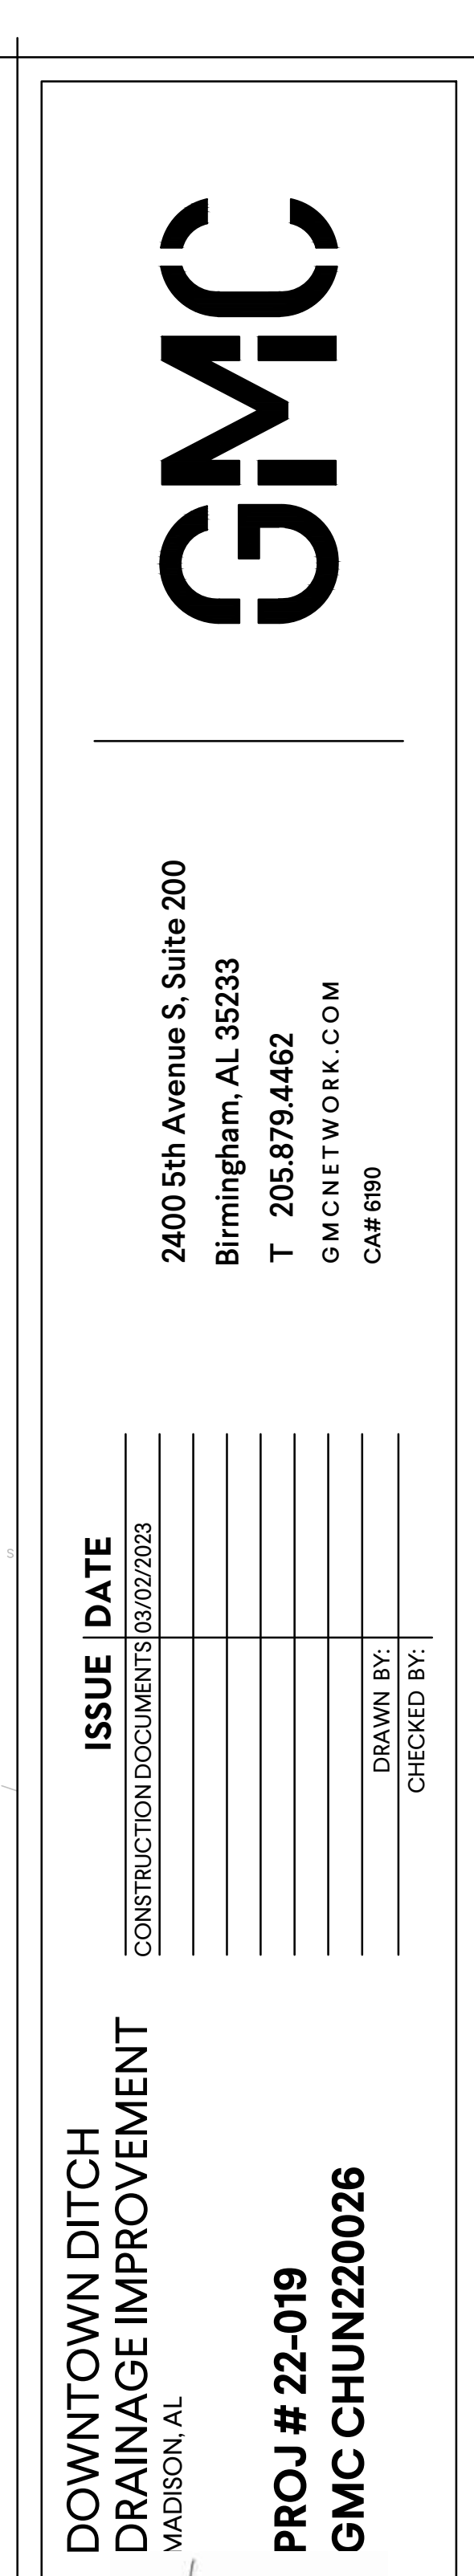 GMC
2400 5th Avenue S, Suite 200
Birmingham, AL 35233
T 205.879.4462
GMCNETWORK.COM
CA# 6190
ISSUE DATE
CONSTRUCTION DOCUMENTS 03/02/2023
DRAWN BY:
CHECKED BY:
DOWNTOWN DITCH
DRAINAGE IMPROVEMENT
MADISON, AL
PROJ # 22-019
GMC CHUN220026
S